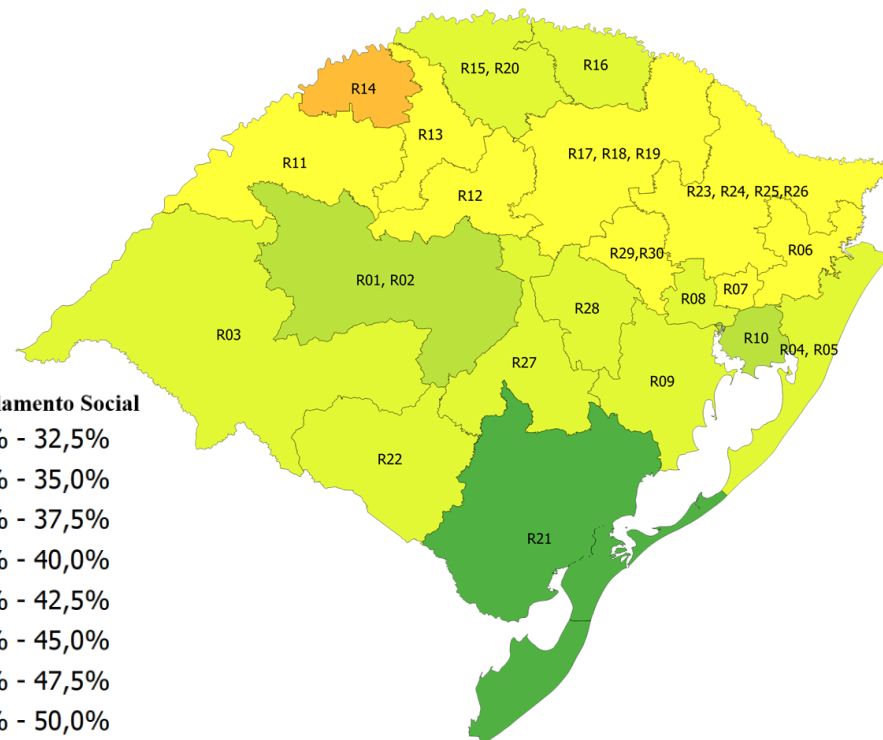 R15, R20
R16
R14
R13
R17, R18, R19
R11
R12
R23, R24, R25,R26
R29,R30
R06
R01, R02
R07
R08
R28
R03
R10
R04, R05
R27
R09
lamento Social
% - 32,5%
% - 35,0%
% - 37,5%
% - 40,0%
% - 42,5%
% - 45,0%
% - 47,5%
% - 50,0%
R22
R21